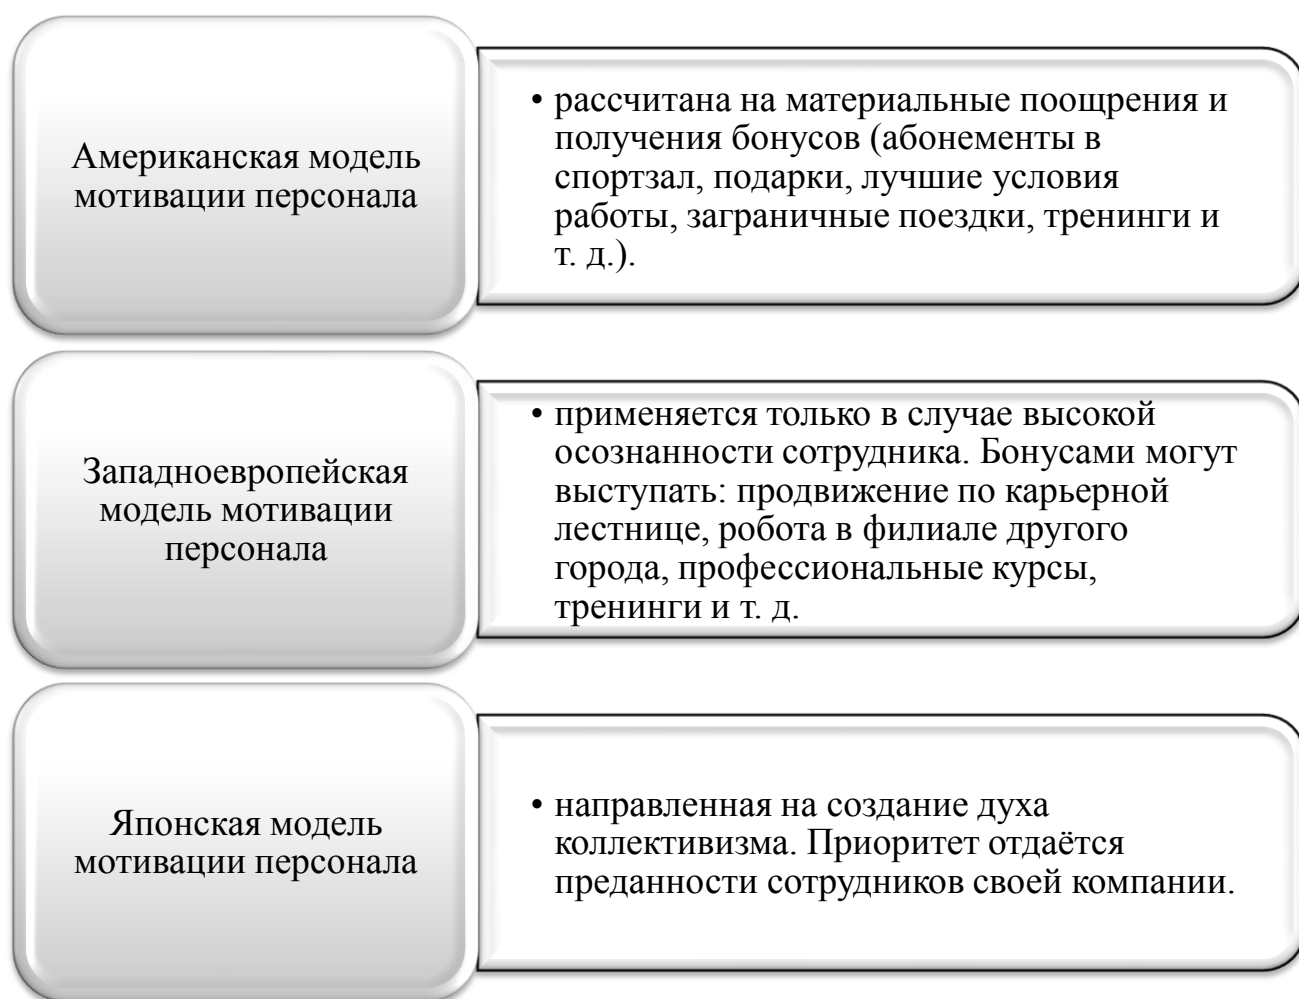 Американская модель
мотивации персонала
• рассчитана на материальные поощрения и
получения бонусов (абонементы в
спортзал, подарки, лучшие условия
работы, заграничные поездки, тренинги и
т. д.).
Западноевропейская
модель мотивации
персонала
• применяется только в случае высокой
осознанности сотрудника. Бонусами могут
выступать: продвижение по карьерной
лестнице, робота в филиале другого
города, профессиональные курсы,
тренинги и т. д.
Японская модель
мотивации персонала
• направленная на создание духа
коллективизма. Приоритет отдаётся
преданности сотрудников своей компании.